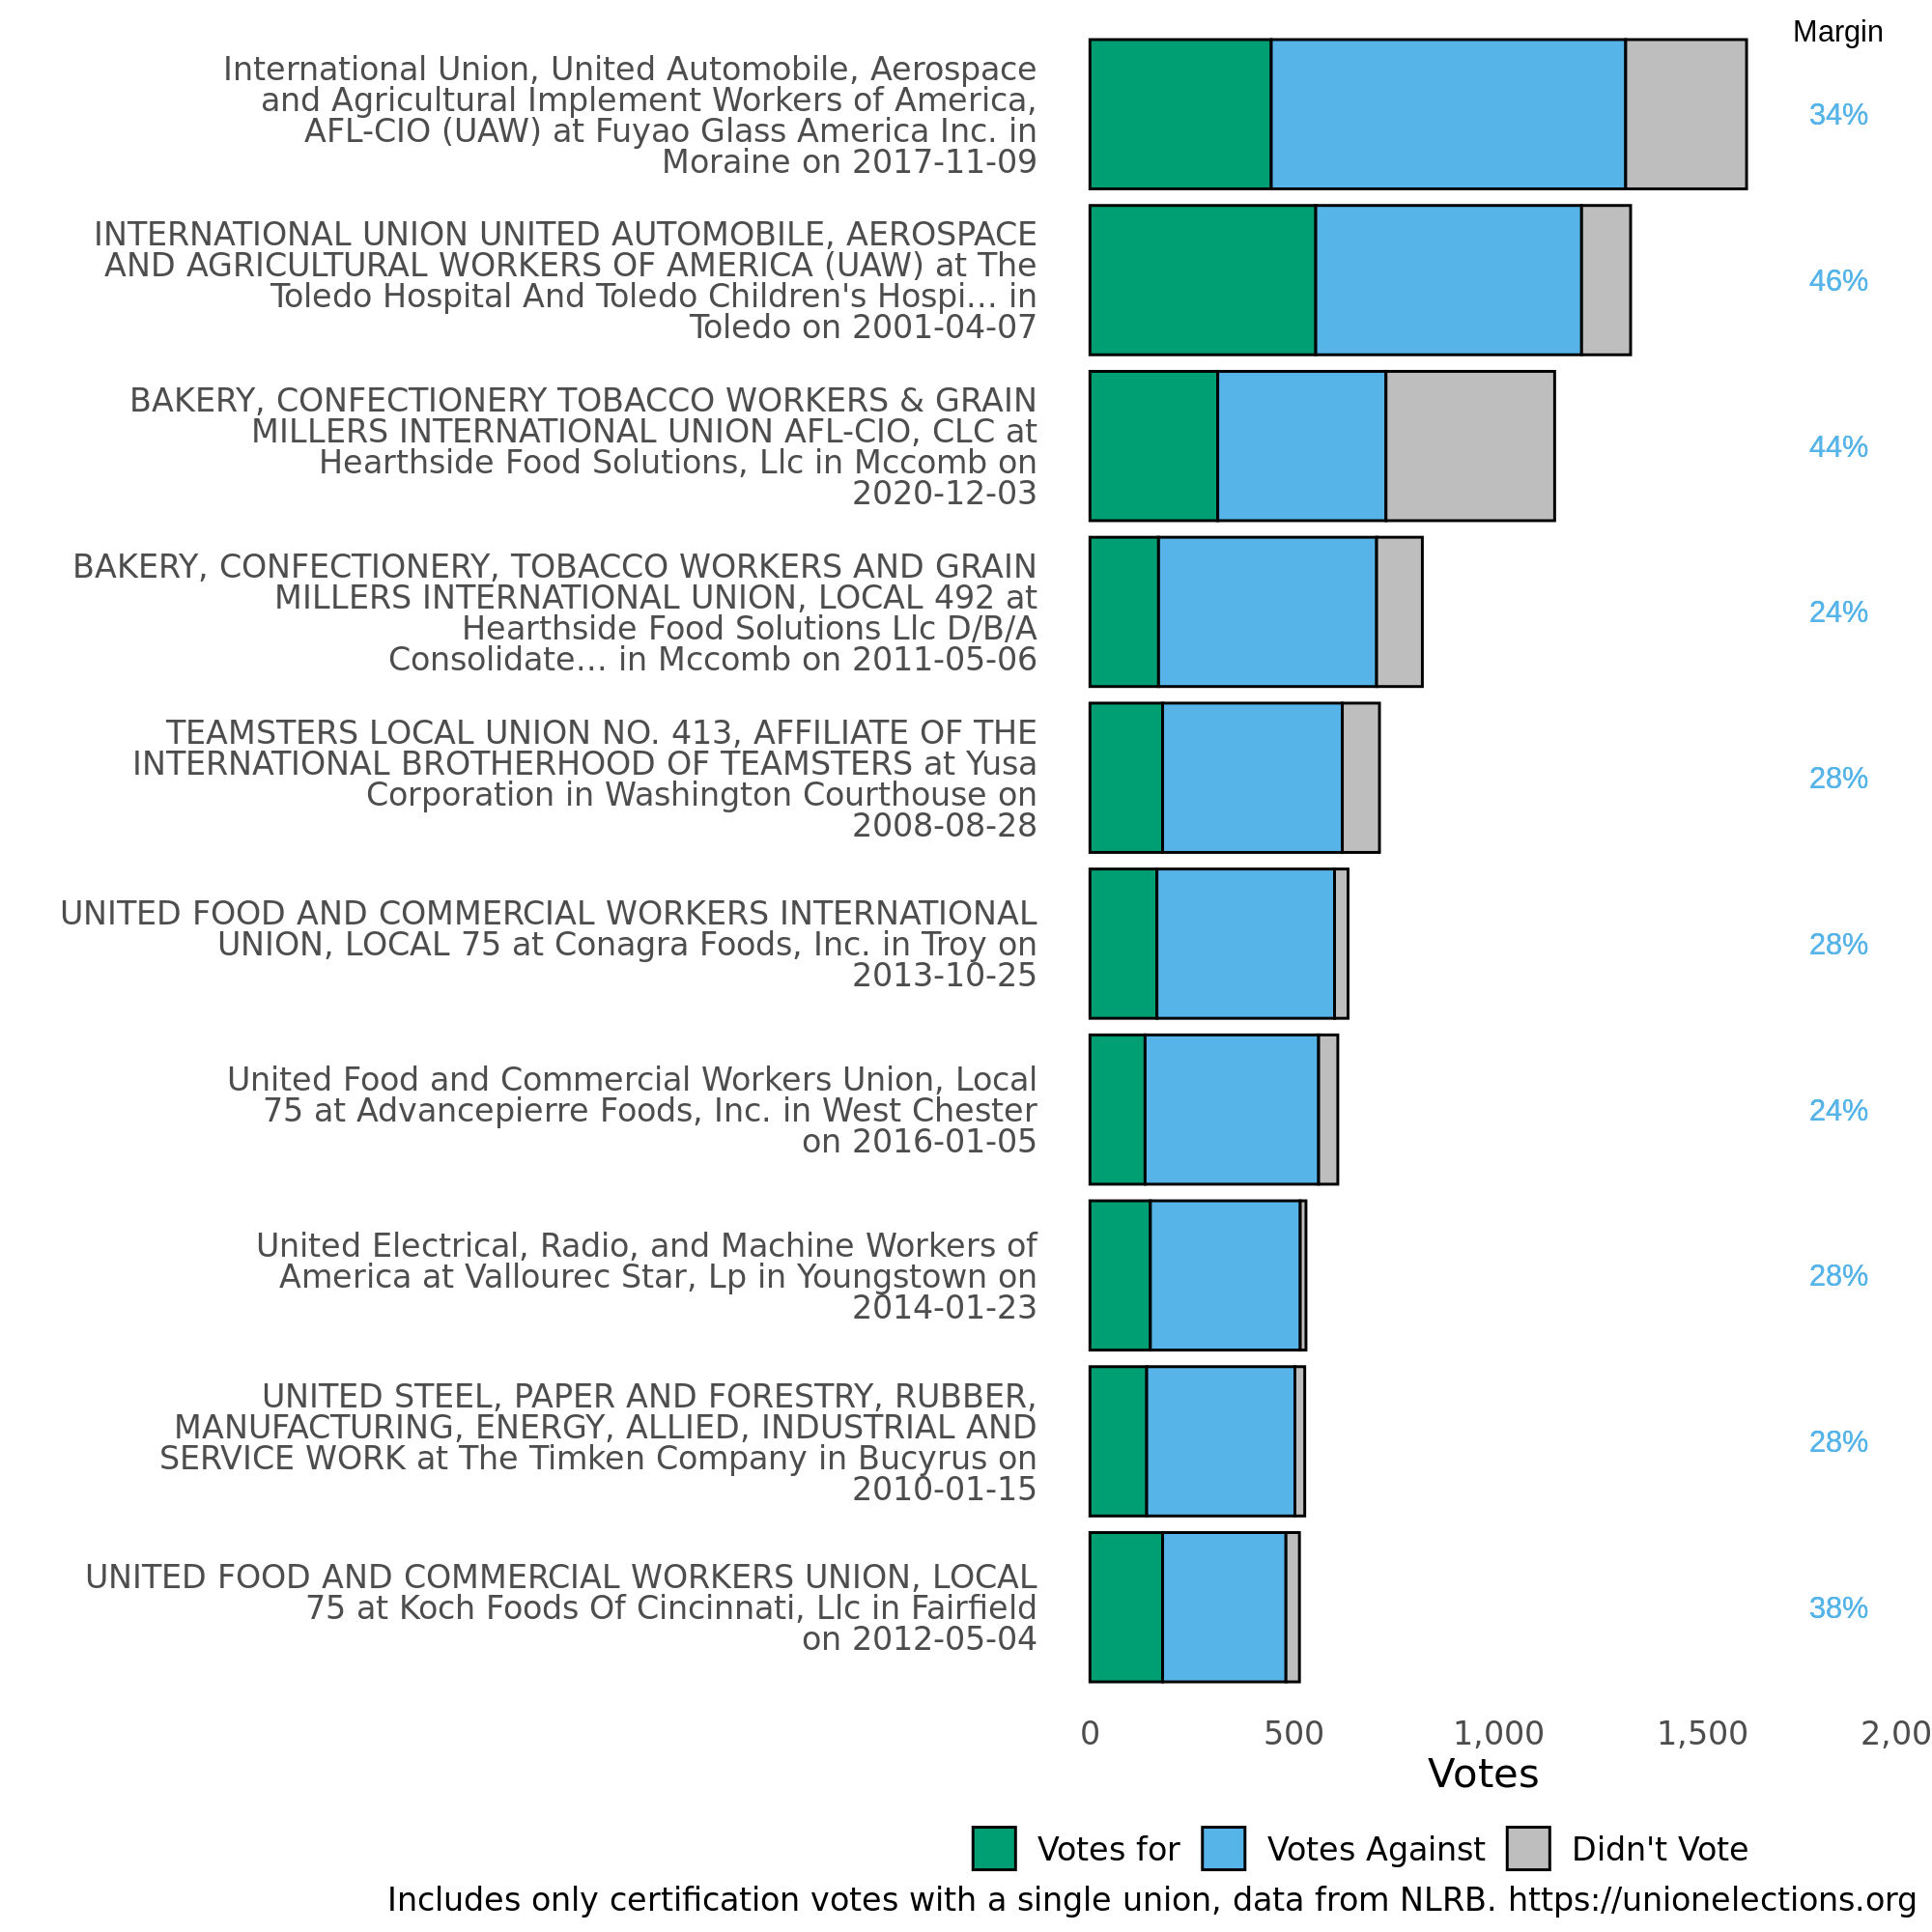 Margin
International Union, United Automobile, Aerospace
and Agricultural Implement Workers of America,
AFL-CIO (UAW) at Fuyao Glass America Inc. in
Moraine on 2017-11-09
34%
INTERNATIONAL UNION UNITED AUTOMOBILE, AEROSPACE
AND AGRICULTURAL WORKERS OF AMERICA (UAW) at The
Toledo Hospital And Toledo Children's Hospi... in
Toledo on 2001-04-07
46%
BAKERY, CONFECTIONERY TOBACCO WORKERS & GRAIN
MILLERS INTERNATIONAL UNION AFL-CIO, CLC at
Hearthside Food Solutions, Llc in Mccomb on
2020-12-03
44%
BAKERY, CONFECTIONERY, TOBACCO WORKERS AND GRAIN
MILLERS INTERNATIONAL UNION, LOCAL 492 at
Hearthside Food Solutions Llc D/B/A
Consolidate... in Mccomb on 2011-05-06
24%
TEAMSTERS LOCAL UNION NO. 413, AFFILIATE OF THE
INTERNATIONAL BROTHERHOOD OF TEAMSTERS at Yusa
Corporation in Washington Courthouse on
2008-08-28
28%
UNITED FOOD AND COMMERCIAL WORKERS INTERNATIONAL
UNION, LOCAL 75 at Conagra Foods, Inc. in Troy on
2013-10-25
28%
United Food and Commercial Workers Union, Local
75 at Advancepierre Foods, Inc. in West Chester
on 2016-01-05
24%
United Electrical, Radio, and Machine Workers of
America at Vallourec Star, Lp in Youngstown on
2014-01-23
28%
UNITED STEEL, PAPER AND FORESTRY, RUBBER,
MANUFACTURING, ENERGY, ALLIED, INDUSTRIAL AND
SERVICE WORK at The Timken Company in Bucyrus on
2010-01-15
28%
UNITED FOOD AND COMMERCIAL WORKERS UNION, LOCAL
75 at Koch Foods Of Cincinnati, Llc in Fairfield
on 2012-05-04
38%
0 500 1,000 1,500 2,00
Votes
Votes for Votes Against Didn't Vote
Includes only certification votes with a single union, data from NLRB. https://unionelections.org